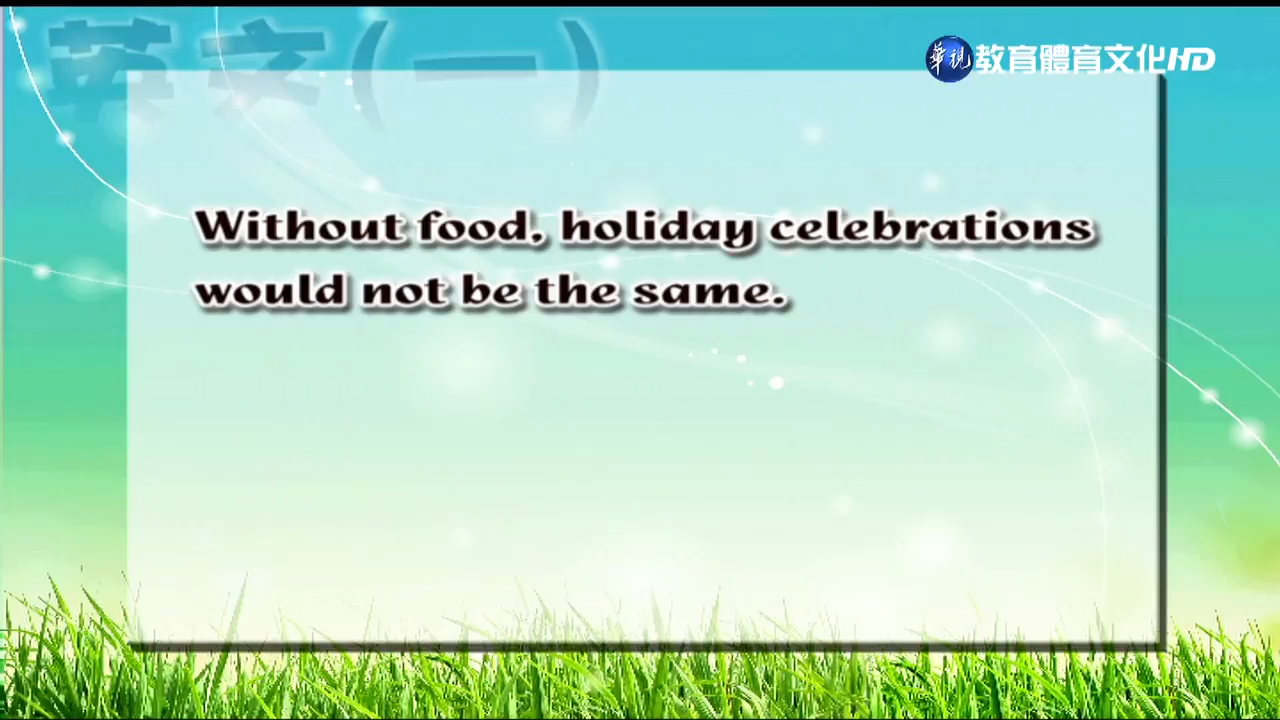 英文(一)
華視 教育體育文化HD
Without food, holiday celebrations
would not be the same.